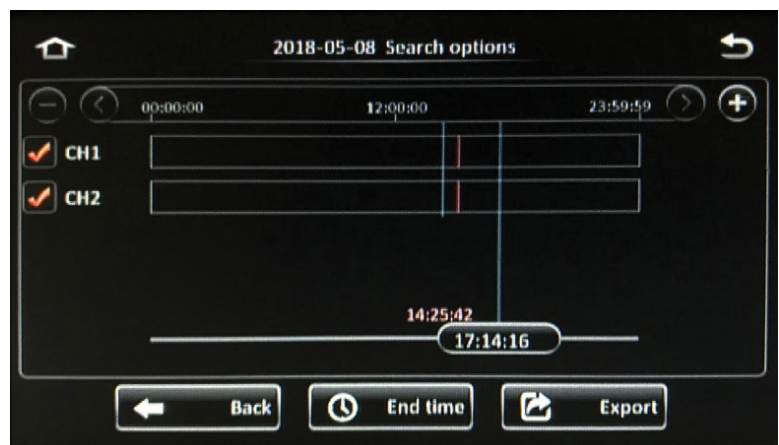 2018-05-08 Search options
00:00:00 12:00:00 23:59:59
CH1
CH2
14:25:42
17:14:16
Back End time Export